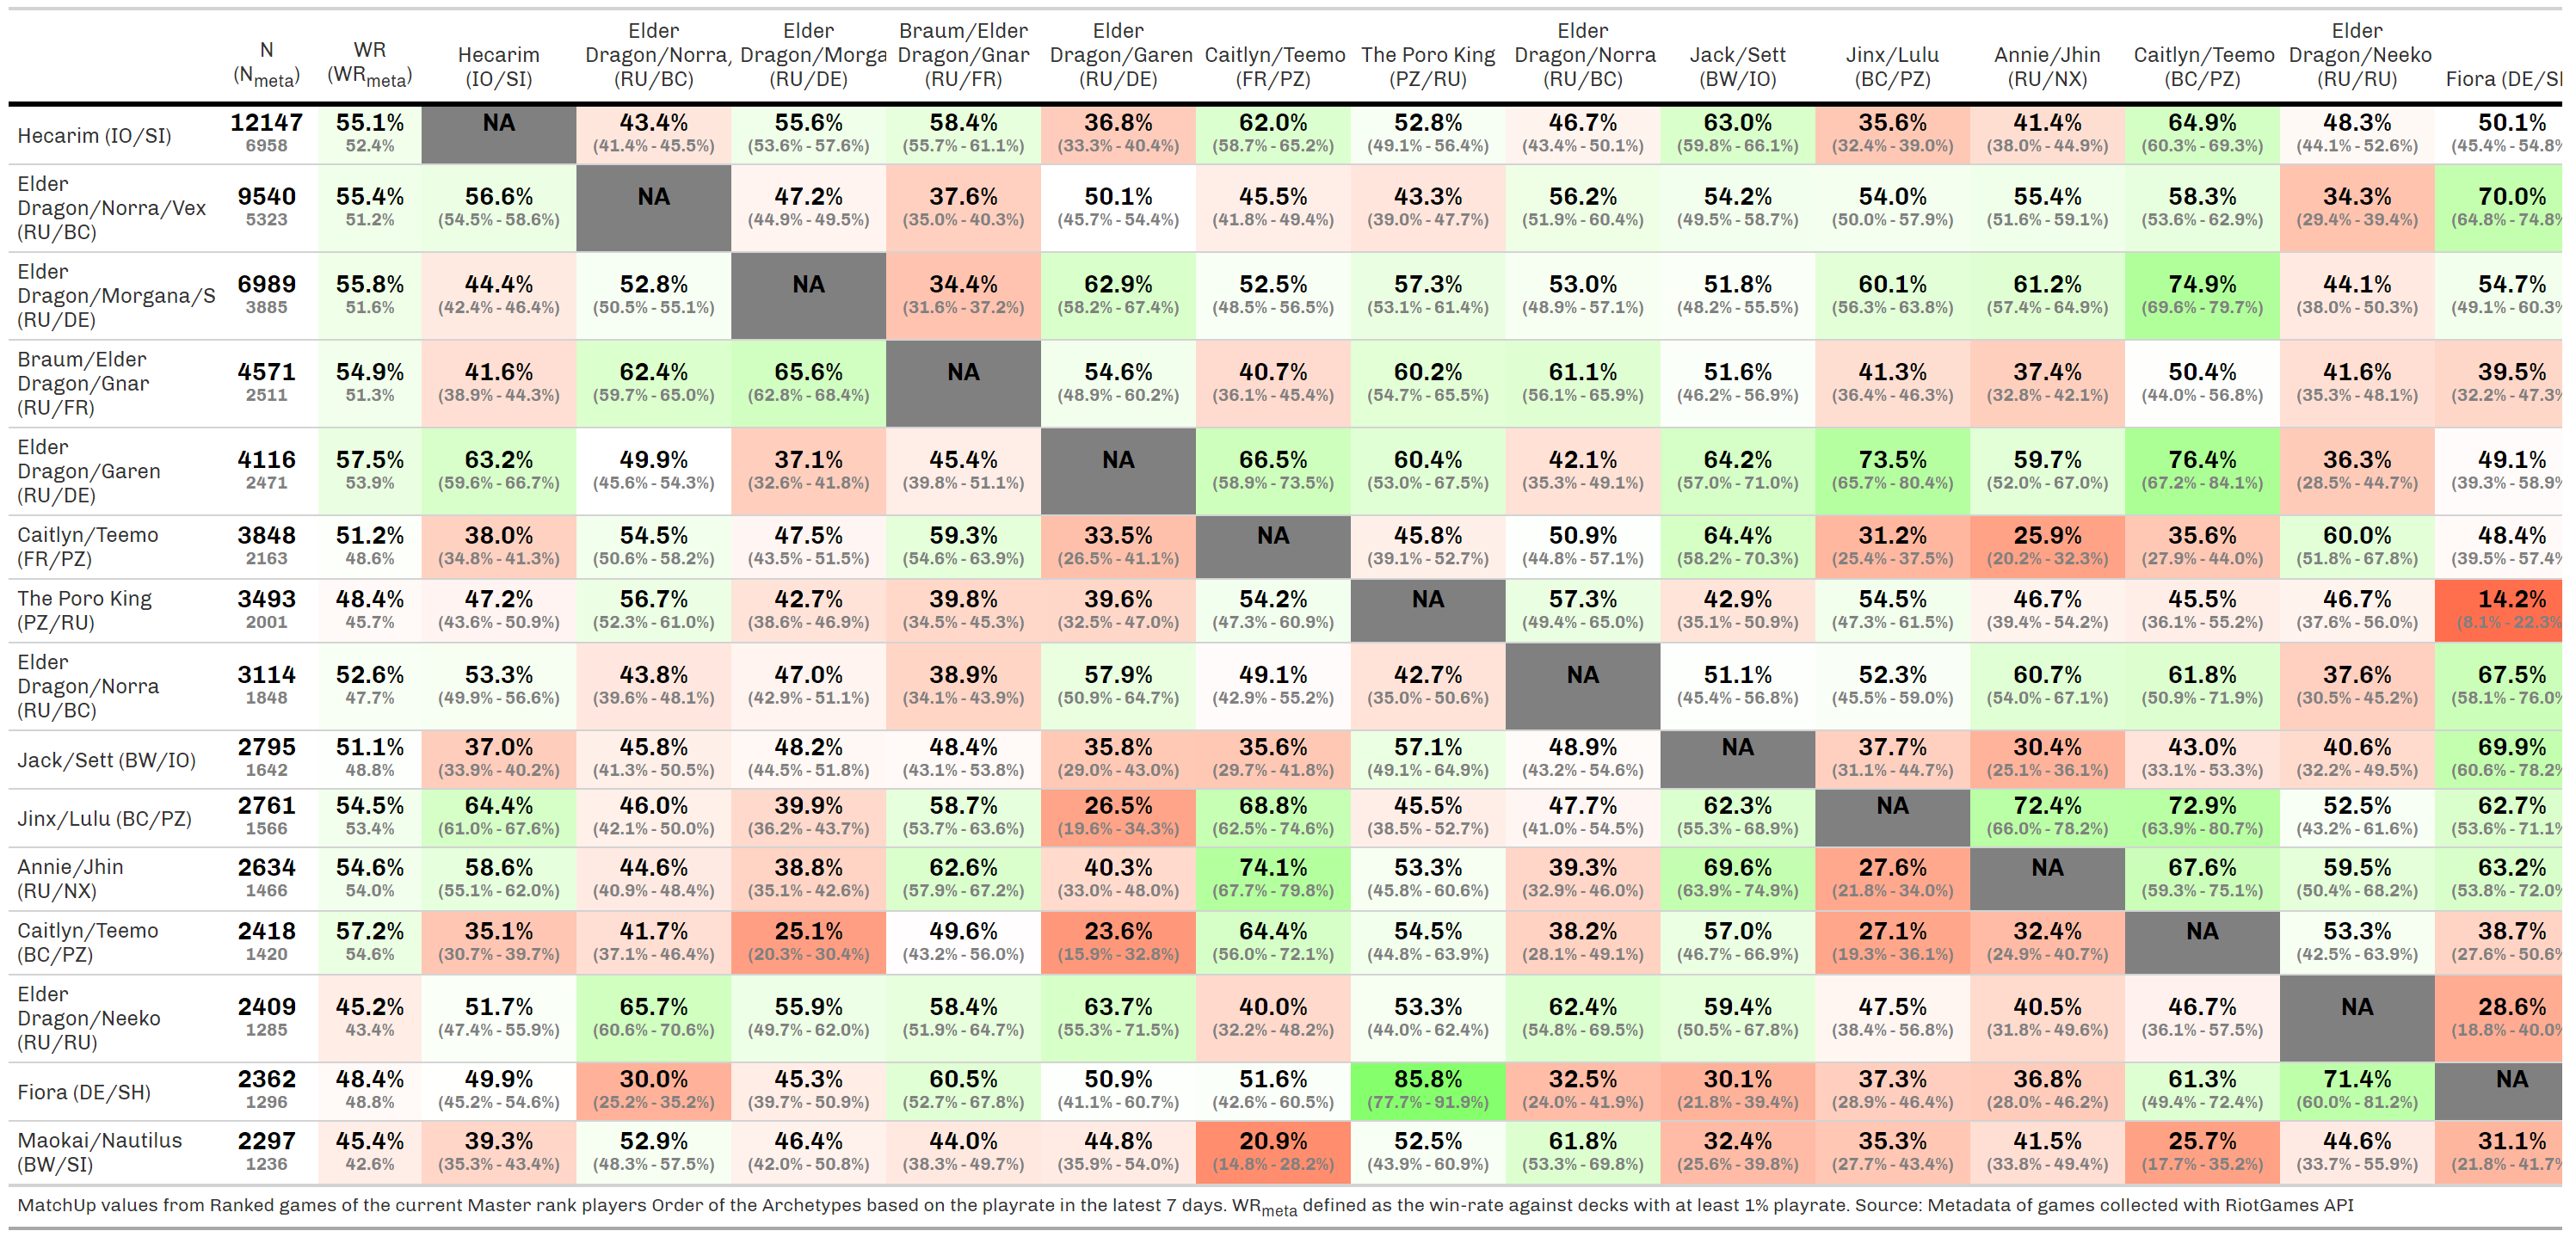 N (Nmeta) WR (WRmeta) Hecarim (IO/SI) Elder Dragon/Norra, (RU/BC) Elder Dragon/Morga (RU/DE) Braum/Elder Dragon/Gnar (RU/FR) Elder Dragon/Garen (RU/DE) Caitlyn/Teemo (FR/PZ) The Poro King (PZ/RU) Elder Dragon/Norra (RU/BC) Jack/Sett (BW/IO) Jinx/Lulu (BC/PZ) Annie/Jhin (RU/NX) Caitlyn/Teemo (BC/PZ) Elder Dragon/Neeko (RU/RU) Fiora (DE/SI
Hecarim (IO/SI) 12147 55.1% NA 43.4% 55.6% 58.4% 36.8% 62.0% 52.8% 46.7% 63.0% 35.6% 41.4% 64.9% 48.3% 50.1%
6958 52.4% (41.4% - 45.5%) (53.6% - 57.6%) (55.7% - 61.1%) (33.3% - 40.4%) (58.7% - 65.2%) (49.1% - 56.4%) (43.4% - 50.1%) (59.8% - 66.1%) (32.4% - 39.0%) (38.0% - 44.9%) (60.3% - 69.3%) (44.1% - 52.6%) (45.4% - 54.8%
Elder Dragon/Norra/Vex (RU/BC) 9540 55.4% 56.6% NA 47.2% 37.6% 50.1% 45.5% 43.3% 56.2% 54.2% 54.0% 55.4% 58.3% 34.3% 70.0%
5323 51.2% (54.5% - 58.6%) (44.9% - 49.5%) (35.0% - 40.3%) (45.7% - 54.4%) (41.8% - 49.4%) (39.0% - 47.7%) (51.9% - 60.4%) (49.5% - 58.7%) (50.0% - 57.9%) (51.6% - 59.1%) (53.6% - 62.9%) (29.4% - 39.4%) (64.8% - 74.8%
Elder Dragon/Morgana/S (RU/DE) 6989 55.8% 44.4% 52.8% NA 34.4% 62.9% 52.5% 57.3% 53.0% 51.8% 60.1% 61.2% 74.9% 44.1% 54.7%
3885 51.6% (42.4% - 46.4%) (50.5% - 55.1%) (31.6% - 37.2%) (58.2% - 67.4%) (48.5% - 56.5%) (53.1% - 61.4%) (48.9% - 57.1%) (48.2% - 55.5%) (56.3% - 63.8%) (57.4% - 64.9%) (69.6% - 79.7%) (38.0% - 50.3%) (49.1% - 60.3%
Braum/Elder Dragon/Gnar (RU/FR) 4571 54.9% 41.6% 62.4% 65.6% NA 54.6% 40.7% 60.2% 61.1% 51.6% 41.3% 37.4% 50.4% 41.6% 39.5%
2511 51.3% (38.9% - 44.3%) (59.7% - 65.0%) (62.8% - 68.4%) (48.9% - 60.2%) (36.1% - 45.4%) (54.7% - 65.5%) (56.1% - 65.9%) (46.2% - 56.9%) (36.4% - 46.3%) (32.8% - 42.1%) (44.0% - 56.8%) (35.3% - 48.1%) (32.2% - 47.3%
Elder Dragon/Garen (RU/DE) 4116 57.5% 63.2% 49.9% 37.1% 45.4% NA 66.5% 60.4% 42.1% 64.2% 73.5% 59.7% 76.4% 36.3% 49.1%
2471 53.9% (59.6% - 66.7%) (45.6% - 54.3%) (32.6% - 41.8%) (39.8% - 51.1%) (58.9% - 73.5%) (53.0% - 67.5%) (35.3% - 49.1%) (57.0% - 71.0%) (65.7% - 80.4%) (52.0% - 67.0%) (67.2% - 84.1%) (28.5% - 44.7%) (39.3% - 58.9%
Caitlyn/Teemo (FR/PZ) 3848 51.2% 38.0% 54.5% 47.5% 59.3% 33.5% NA 45.8% 50.9% 64.4% 31.2% 25.9% 35.6% 60.0% 48.4%
2163 48.6% (34.8% - 41.3%) (50.6% - 58.2%) (43.5% - 51.5%) (54.6% - 63.9%) (26.5% - 41.1%) (39.1% - 52.7%) (44.8% - 57.1%) (58.2% - 70.3%) (25.4% - 37.5%) (20.2% - 32.3%) (27.9% - 44.0%) (51.8% - 67.8%) (39.5% - 57.4%
The Poro King (PZ/RU) 3493 48.4% 47.2% 56.7% 42.7% 39.8% 39.6% 54.2% NA 57.3% 42.9% 54.5% 46.7% 45.5% 46.7% 14.2%
2001 45.7% (43.6% - 50.9%) (52.3% - 61.0%) (38.6% - 46.9%) (34.5% - 45.3%) (32.5% - 47.0%) (47.3% - 60.9%) (49.4% - 65.0%) (35.1% - 50.9%) (47.3% - 61.5%) (39.4% - 54.2%) (36.1% - 55.2%) (37.6% - 56.0%) (8.1% - 22.3%
Elder Dragon/Norra (RU/BC) 3114 52.6% 53.3% 43.8% 47.0% 38.9% 57.9% 49.1% 42.7% NA 51.1% 52.3% 60.7% 61.8% 37.6% 67.5%
1848 47.7% (49.9% - 56.6%) (39.6% - 48.1%) (42.9% - 51.1%) (34.1% - 43.9%) (50.9% - 64.7%) (42.9% - 55.2%) (35.0% - 50.6%) (45.4% - 56.8%) (45.5% - 59.0%) (54.0% - 67.1%) (50.9% - 71.9%) (30.5% - 45.2%) (58.1% - 76.0%
Jack/Sett (BW/IO) 2795 51.1% 37.0% 45.8% 48.2% 48.4% 35.8% 35.6% 57.1% 48.9% NA 37.7% 30.4% 43.0% 40.6% 69.9%
1642 48.8% (33.9% - 40.2%) (41.3% - 50.5%) (44.5% - 51.8%) (43.1% - 53.8%) (29.0% - 43.0%) (29.7% - 41.8%) (49.1% - 64.9%) (43.2% - 54.6%) (31.1% - 44.7%) (25.1% - 36.1%) (33.1% - 53.3%) (32.2% - 49.5%) (60.6% - 78.2%
Jinx/Lulu (BC/PZ) 2761 54.5% 64.4% 46.0% 39.9% 58.7% 26.5% 68.8% 45.5% 47.7% 62.3% NA 72.4% 72.9% 52.5% 62.7%
1566 53.4% (61.0% - 67.6%) (42.1% - 50.0%) (36.2% - 43.7%) (53.7% - 63.6%) (19.6% - 34.3%) (62.5% - 74.6%) (38.5% - 52.7%) (41.0% - 54.5%) (55.3% - 68.9%) (66.0% - 78.2%) (63.9% - 80.7%) (43.2% - 61.6%) (53.6% - 71.1%
Annie/Jhin (RU/NX) 2634 54.6% 58.6% 44.6% 38.8% 62.6% 40.3% 74.1% 53.3% 39.3% 69.6% 27.6% NA 67.6% 59.5% 63.2%
1466 54.0% (55.1% - 62.0%) (40.9% - 48.4%) (35.1% - 42.6%) (57.9% - 67.2%) (33.0% - 48.0%) (67.7% - 79.8%) (45.8% - 60.6%) (32.9% - 46.0%) (63.9% - 74.9%) (21.8% - 34.0%) (59.3% - 75.1%) (50.4% - 68.2%) (53.8% - 72.0%
Caitlyn/Teemo (BC/PZ) 2418 57.2% 35.1% 41.7% 25.1% 49.6% 23.6% 64.4% 54.5% 38.2% 57.0% 27.1% 32.4% NA 53.3% 38.7%
1420 54.6% (30.7% - 39.7%) (37.1% - 46.4%) (20.3% - 30.4%) (43.2% - 56.0%) (15.9% - 32.8%) (56.0% - 72.1%) (44.8% - 63.9%) (28.1% - 49.1%) (46.7% - 66.9%) (19.3% - 36.1%) (24.9% - 40.7%) (42.5% - 63.9%) (27.6% - 50.6%
Elder Dragon/Neeko (RU/RU) 2409 45.2% 51.7% 65.7% 55.9% 58.4% 63.7% 40.0% 53.3% 62.4% 59.4% 47.5% 40.5% 46.7% NA 28.6%
1285 43.4% (47.4% - 55.9%) (60.6% - 70.6%) (49.7% - 62.0%) (51.9% - 64.7%) (55.3% - 71.5%) (32.2% - 48.2%) (44.0% - 62.4%) (54.8% - 69.5%) (50.5% - 67.8%) (38.4% - 56.8%) (31.8% - 49.6%) (36.1% - 57.5%) (18.8% - 40.0%
Fiora (DE/SH) 2362 48.4% 49.9% 30.0% 45.3% 60.5% 50.9% 51.6% 85.8% 32.5% 30.1% 37.3% 36.8% 61.3% 71.4% NA
1296 48.8% (45.2% - 54.6%) (25.2% - 35.2%) (39.7% - 50.9%) (52.7% - 67.8%) (41.1% - 60.7%) (42.6% - 60.5%) (77.7% - 91.9%) (24.0% - 41.9%) (21.8% - 39.4%) (28.9% - 46.4%) (28.0% - 46.2%) (49.4% - 72.4%) (60.0% - 81.2%)
Maokai/Nautilus (BW/SI) 2297 45.4% 39.3% 52.9% 46.4% 44.0% 44.8% 20.9% 52.5% 61.8% 32.4% 35.3% 41.5% 25.7% 44.6% 31.1%
1236 42.6% (35.3% - 43.4%) (48.3% - 57.5%) (42.0% - 50.8%) (38.3% - 49.7%) (35.9% - 54.0%) (14.8% - 28.2%) (43.9% - 60.9%) (53.3% - 69.8%) (25.6% - 39.8%) (27.7% - 43.4%) (33.8% - 49.4%) (17.7% - 35.2%) (33.7% - 55.9%) (21.8% - 41.7%
MatchUp values from Ranked games of the current Master rank players Order of the Archetypes based on the playrate in the latest 7 days. WRmeta defined as the win-rate against decks with at least 1% playrate. Source: Metadata of games collected with RiotGames API